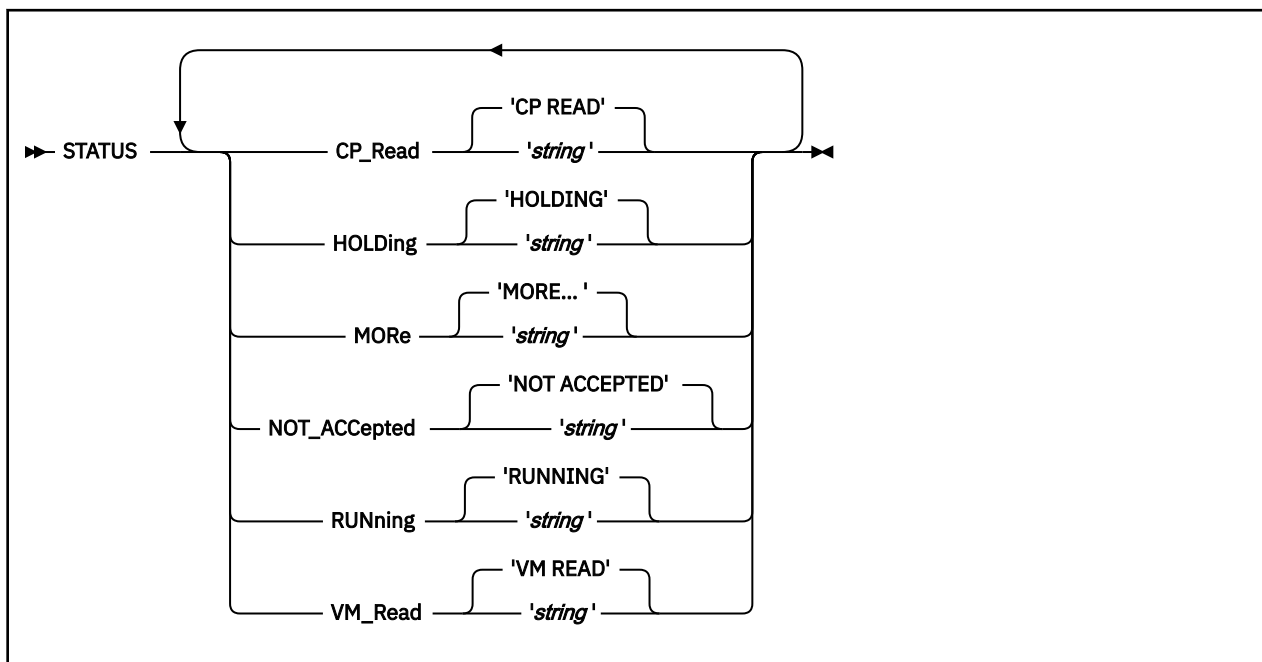 'CP READ'
STATUS CP_Read 'string'
'HOLDING'
HOLDing 'string'
'MORE... '
MORe 'string'
'NOT ACCEPTED'
NOT_ACCepted 'string'
'RUNNING'
RUNning 'string'
'VM READ'
VM_Read 'string'